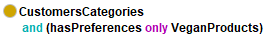 CustomersCategories
and (hasPreferences only VeganProducts)